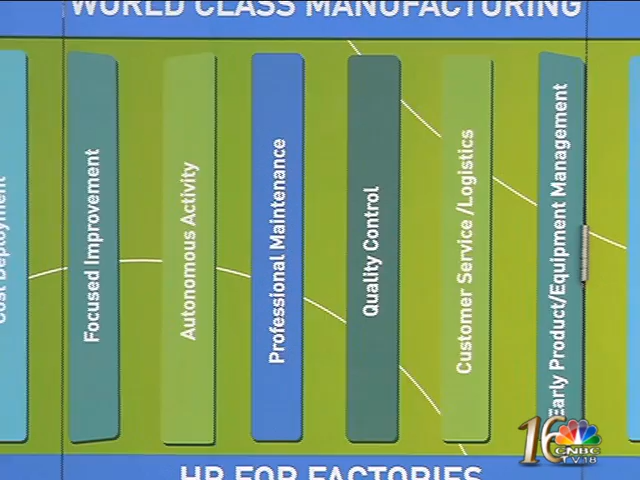 WORLD CLASS MANUFACTURING
Cost Deployment
Focused Improvement
Autonomous Activity
Professional Maintenance
Quality Control
Customer Service /Logistics
Early Product/Equipment Management
HR FOR FACTORIES
16
CNBC
TV18